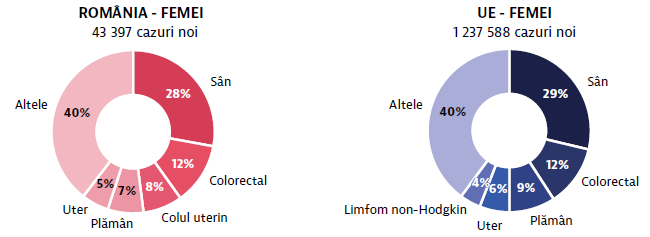 ROMÂNIA - FEMEI
43 397 cazuri noi
Sân
28%
Colorectal
12%
Colul uterin
8%
Plămân
7%
Uter
5%
Altele
40%
UE - FEMEI
1 237 588 cazuri noi
Sân
29%
Colorectal
12%
Plămân
9%
Uter
6%
Limfom non-Hodgkin
4%
Altele
40%